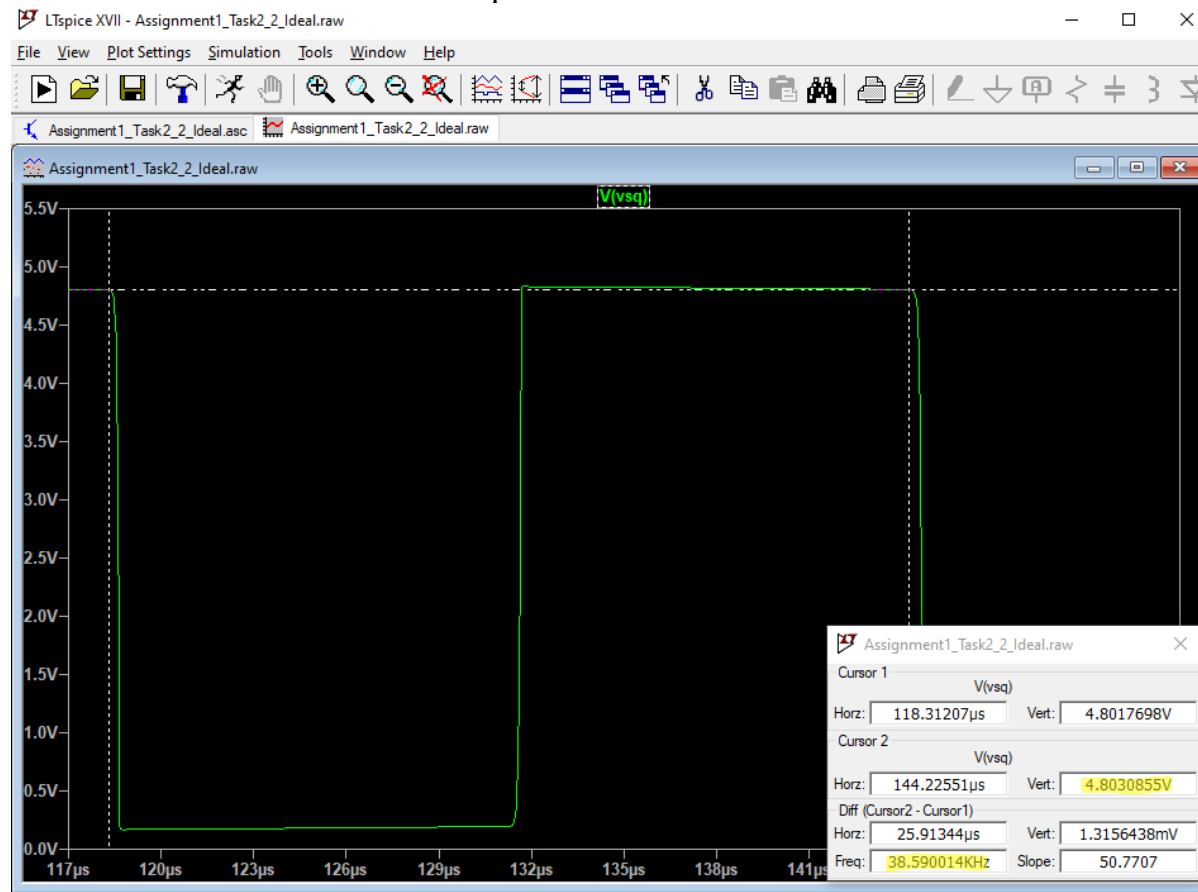 LTspice XVII - Assignment1_Task2_2_Ideal.raw
File View Plot Settings Simulation Tools Window Help
Assignment1_Task2_2_Ideal.asc Assignment1_Task2_2_Ideal.raw
Assignment1_Task2_2_Ideal.raw
V(vsq)
5.5V
5.0V
4.5V
4.0V
3.5V
3.0V
2.5V
2.0V
1.5V
1.0V
0.5V
0.0V
117µs 120µs 123µs 126µs 129µs 132µs 135µs 138µs 141µs
Assignment1_Task2_2_Ideal.raw
Cursor 1
V(vsq)
Horz: 118.31207µs Vert: 4.8017698V
Cursor 2
V(vsq)
Horz: 144.22551µs Vert: 4.8030855V
Diff (Cursor2 - Cursor1)
Horz: 25.91344µs Vert: 1.3156438mV
Freq: 38.590014KHz Slope: 50.7707